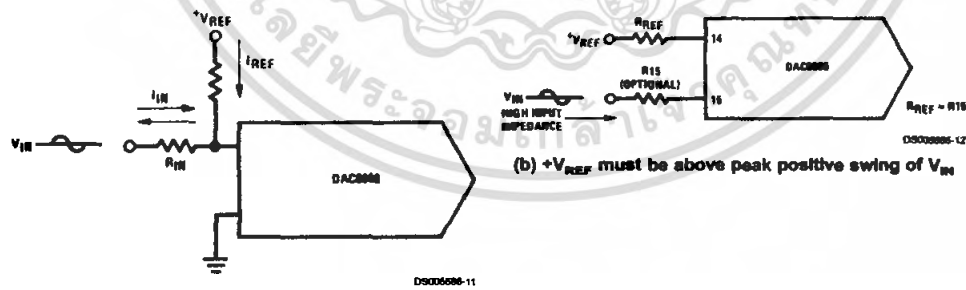 +VREF
iREF
iIN
VIN
RIN
DAC0808
DS005686-11
RREF
+VREF
14
DAC0808
R15
(OPTIONAL)
VIN
15
HIGH INPUT
IMPEDANCE
RREF ≈ R15
DS005686-12
(b) +VREF must be above peak positive swing of VIN